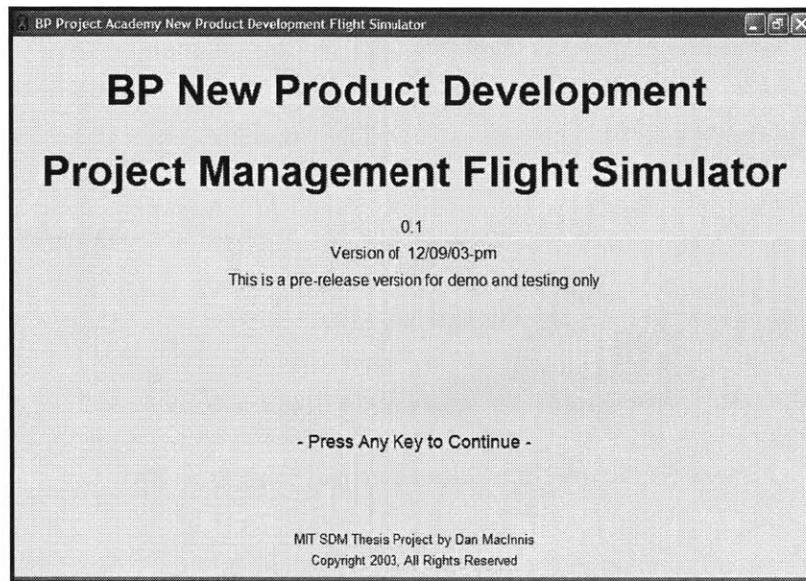 BP Project Academy New Product Development Flight Simulator
BP New Product Development
Project Management Flight Simulator
0.1
Version of 12/09/03-pm
This is a pre-release version for demo and testing only
- Press Any Key to Continue -
MIT SDM Thesis Project by Dan MacInnis
Copyright 2003, All Rights Reserved